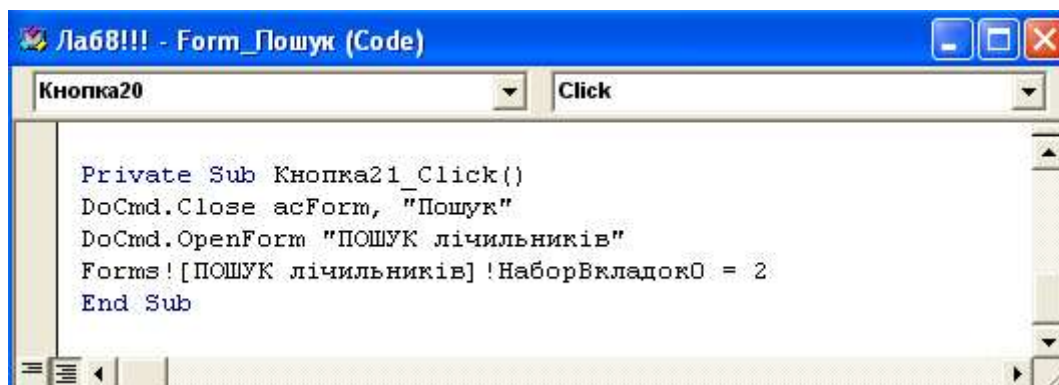 Лаб8!!! - Form_Пошук (Code)
Кнопка20 Click
Private Sub Кнопка21_Click()
DoCmd.Close acForm, "Пошук"
DoCmd.OpenForm "ПОШУК лічильників"
Forms![ПОШУК лічильників]!НаборВкладок0 = 2
End Sub